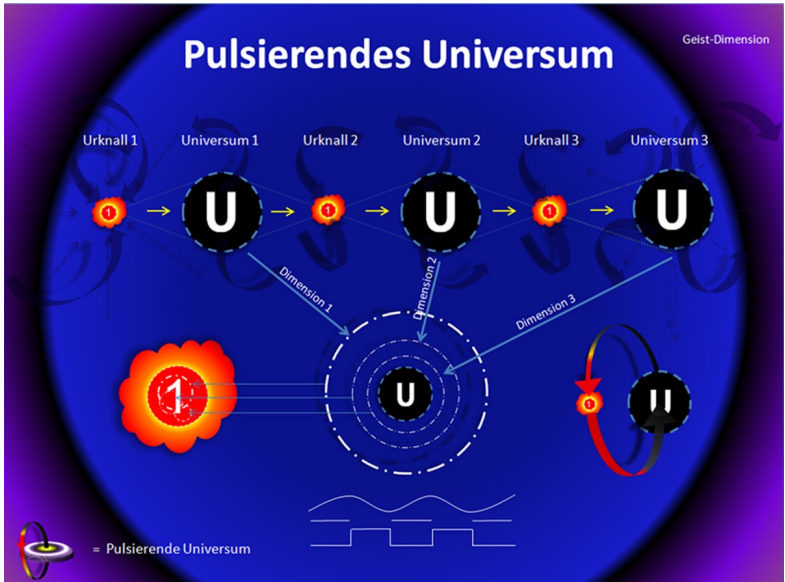 Pulsierendes Universum
Geist-Dimension
Urknall 1
Universum 1
Urknall 2
Universum 2
Urknall 3
Universum 3
1
U
1
U
1
U
Dimension 1
Dimension 2
Dimension 3
1
U
1
U
= Pulsierende Universum